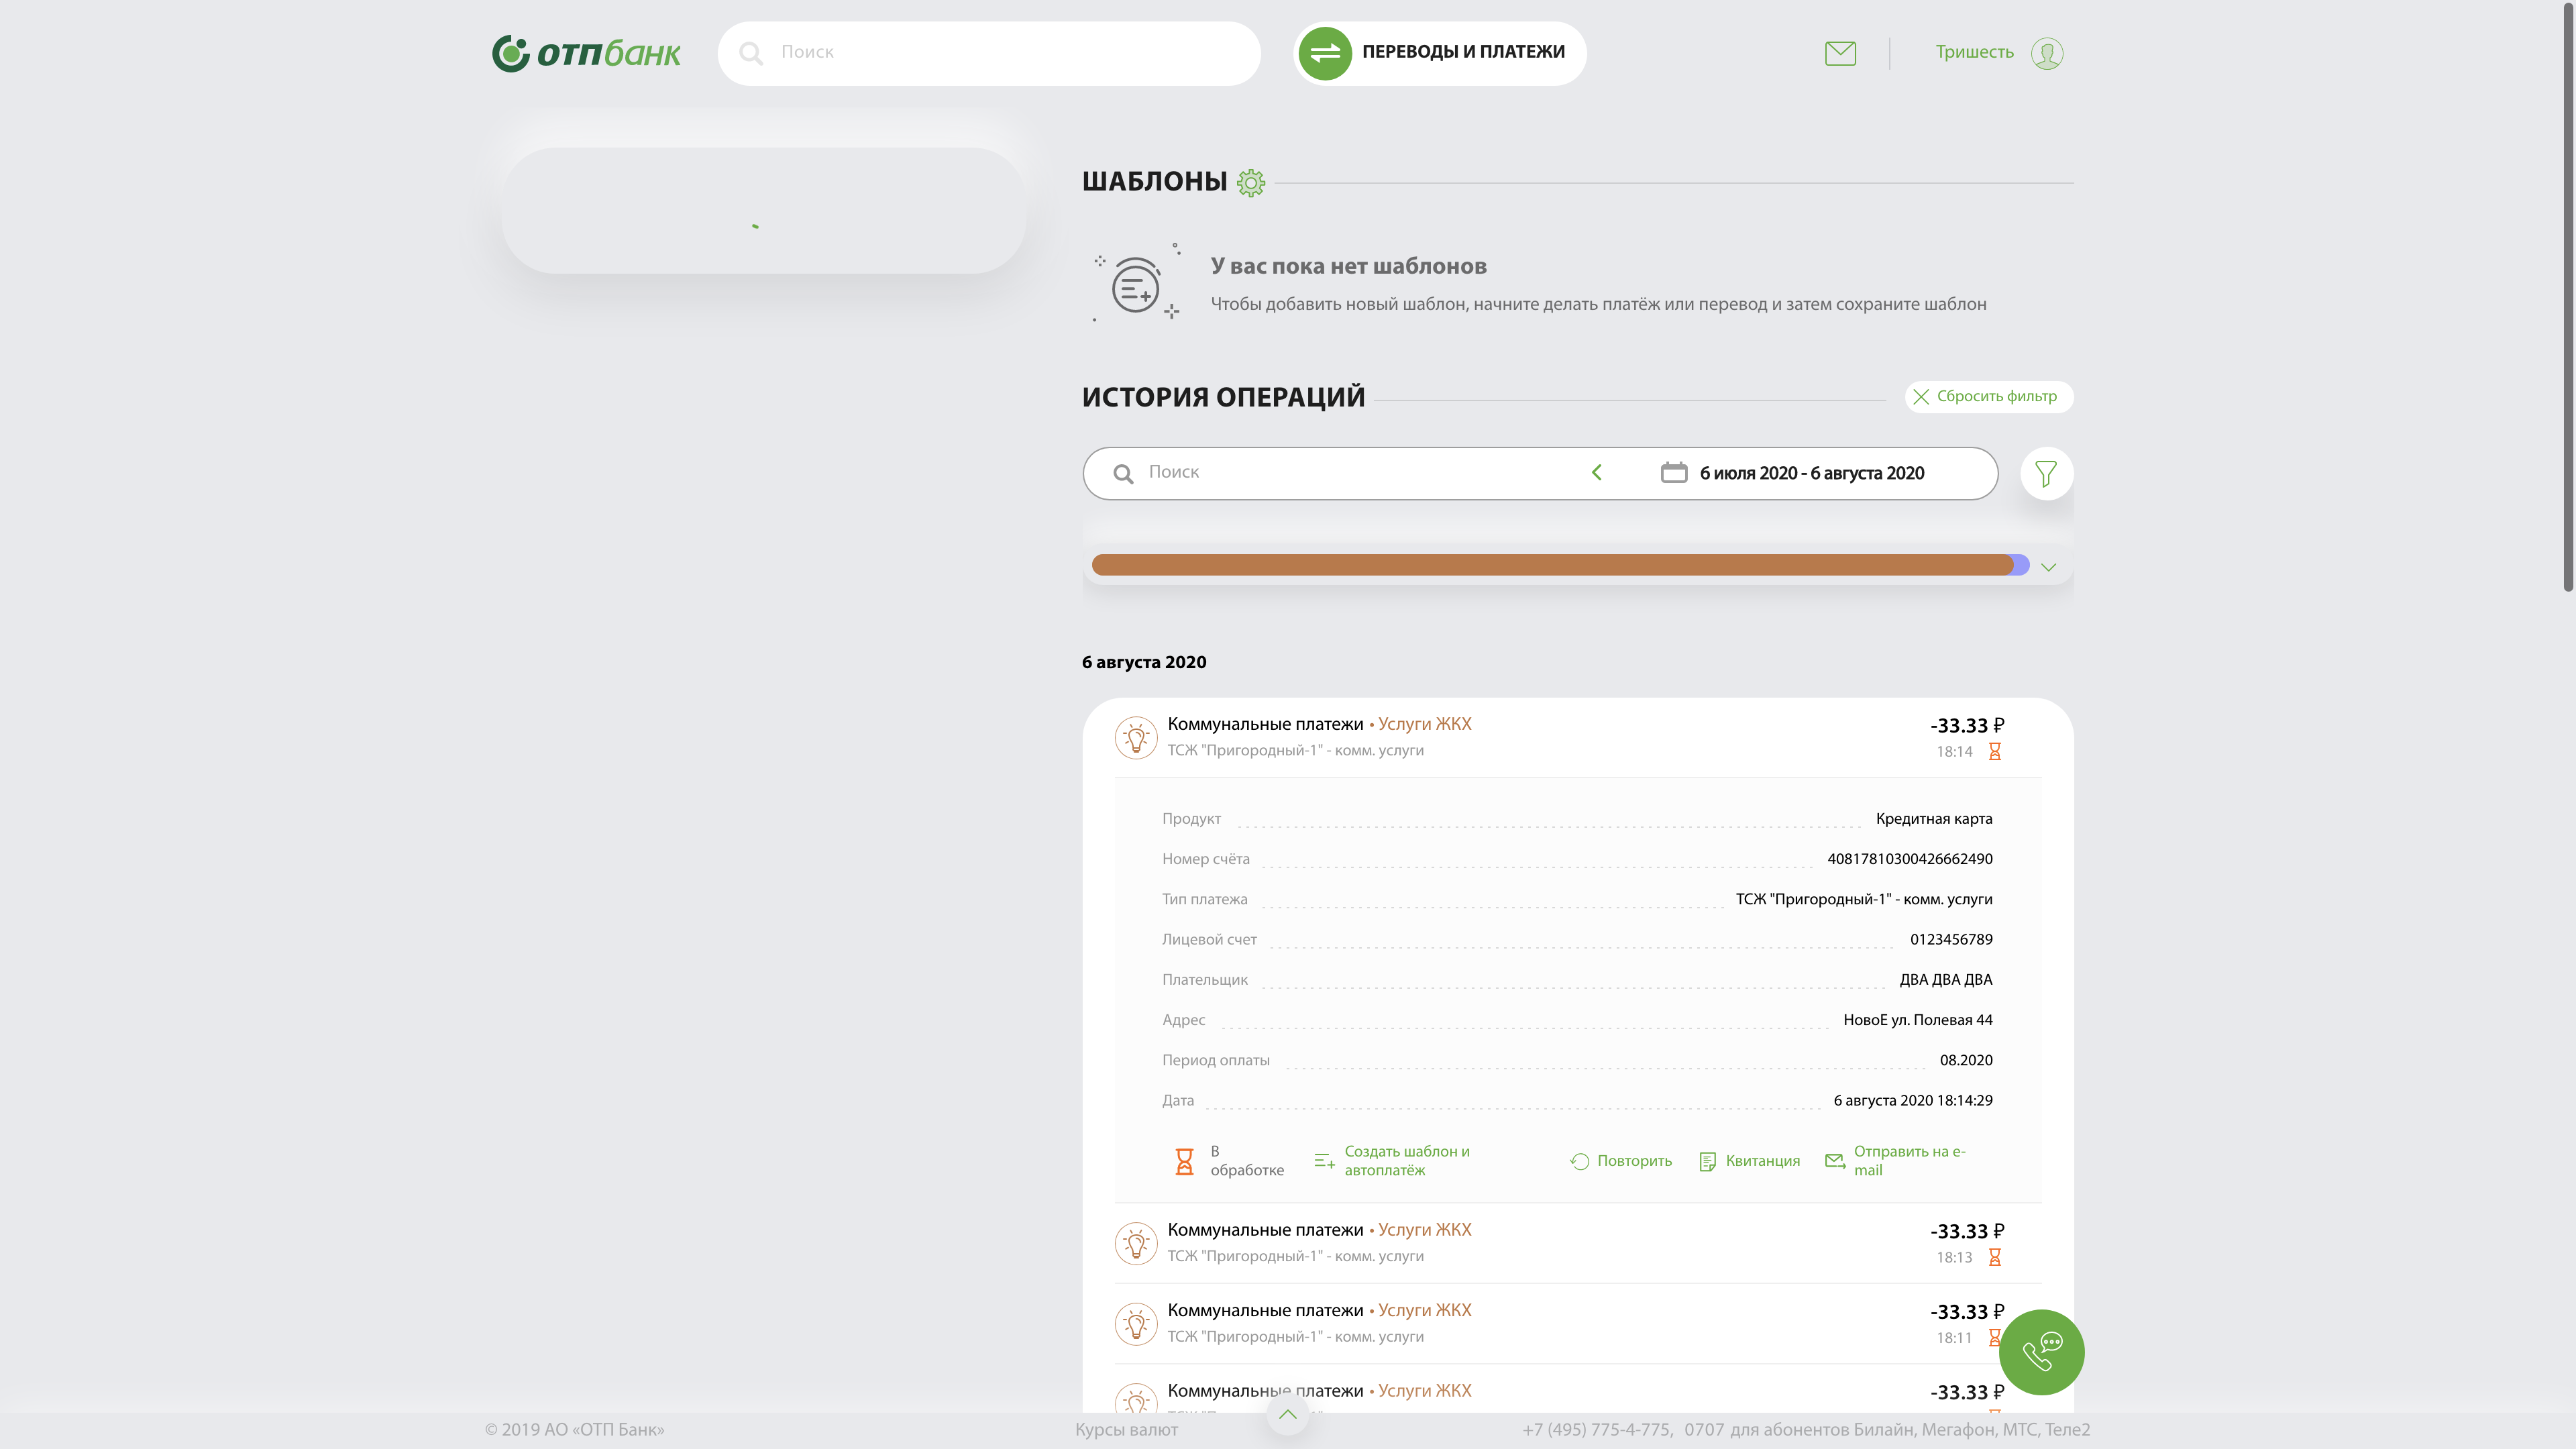 отпбанк
Поиск
ПЕРЕВОДЫ И ПЛАТЕЖИ
Тришесть
ШАБЛОНЫ
У вас пока нет шаблонов
Чтобы добавить новый шаблон, начните делать платёж или перевод и затем сохраните шаблон
ИСТОРИЯ ОПЕРАЦИЙ
Сбросить фильтр
Поиск
6 июля 2020 - 6 августа 2020
6 августа 2020
Коммунальные платежи • Услуги ЖКХ
-33.33 ₽
ТСЖ "Пригородный-1" - комм. услуги
18:14
Продукт Кредитная карта
Номер счёта 40817810300426662490
Тип платежа ТСЖ "Пригородный-1" - комм. услуги
Лицевой счет 0123456789
Плательщик ДВА ДВА ДВА
Адрес НовоЕ ул. Полевая 44
Период оплаты 08.2020
Дата 6 августа 2020 18:14:29
В обработке
Создать шаблон и автоплатёж
Повторить
Квитанция
Отправить на e-mail
Коммунальные платежи • Услуги ЖКХ
-33.33 ₽
ТСЖ "Пригородный-1" - комм. услуги
18:13
Коммунальные платежи • Услуги ЖКХ
-33.33 ₽
ТСЖ "Пригородный-1" - комм. услуги
18:11
Коммунальные платежи • Услуги ЖКХ
-33.33 ₽
© 2019 АО «ОТП Банк»
Курсы валют
+7 (495) 775-4-775, 0707 для абонентов Билайн, Мегафон, МТС, Теле2